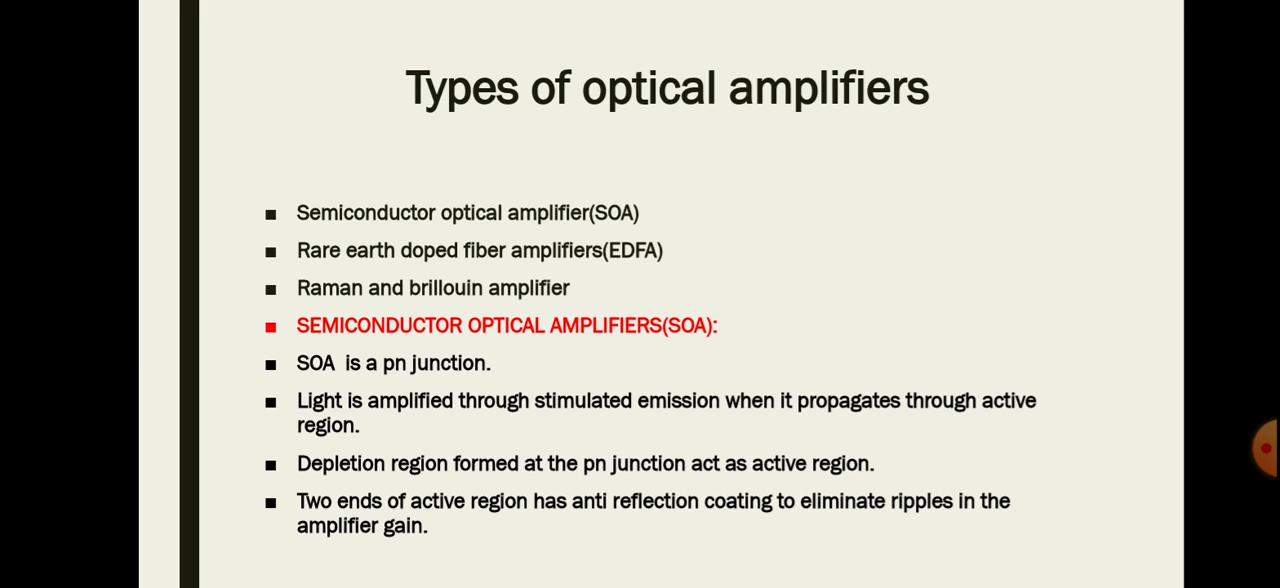 Types of optical amplifiers
Semiconductor optical amplifier(SOA)
Rare earth doped fiber amplifiers(EDFA)
Raman and brillouin amplifier
SEMICONDUCTOR OPTICAL AMPLIFIERS(SOA):
SOA is a pn junction.
Light is amplified through stimulated emission when it propagates through active
region.
Depletion region formed at the pn junction act as active region.
Two ends of active region has anti reflection coating to eliminate ripples in the
amplifier gain.